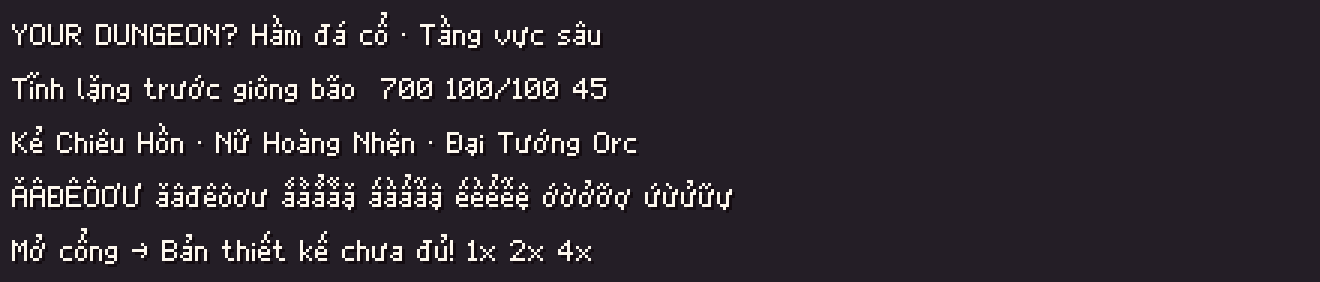 YOUR DUNGEON? Hầm đá cổ · Tầng vực sâu
Tĩnh lặng trước giông bão 700 100/100 45
Kẻ Chiêu Hồn · Nữ Hoàng Nhện · Đại Tướng Orc
ĂÂĐÊÔƠƯ ăâđêôơư ắằẳẵặ ấầẩẫậ ếềểễệ ớờởỡợ ứừửữự
Mở cổng → Bản thiết kế chưa đủ! 1x 2x 4x